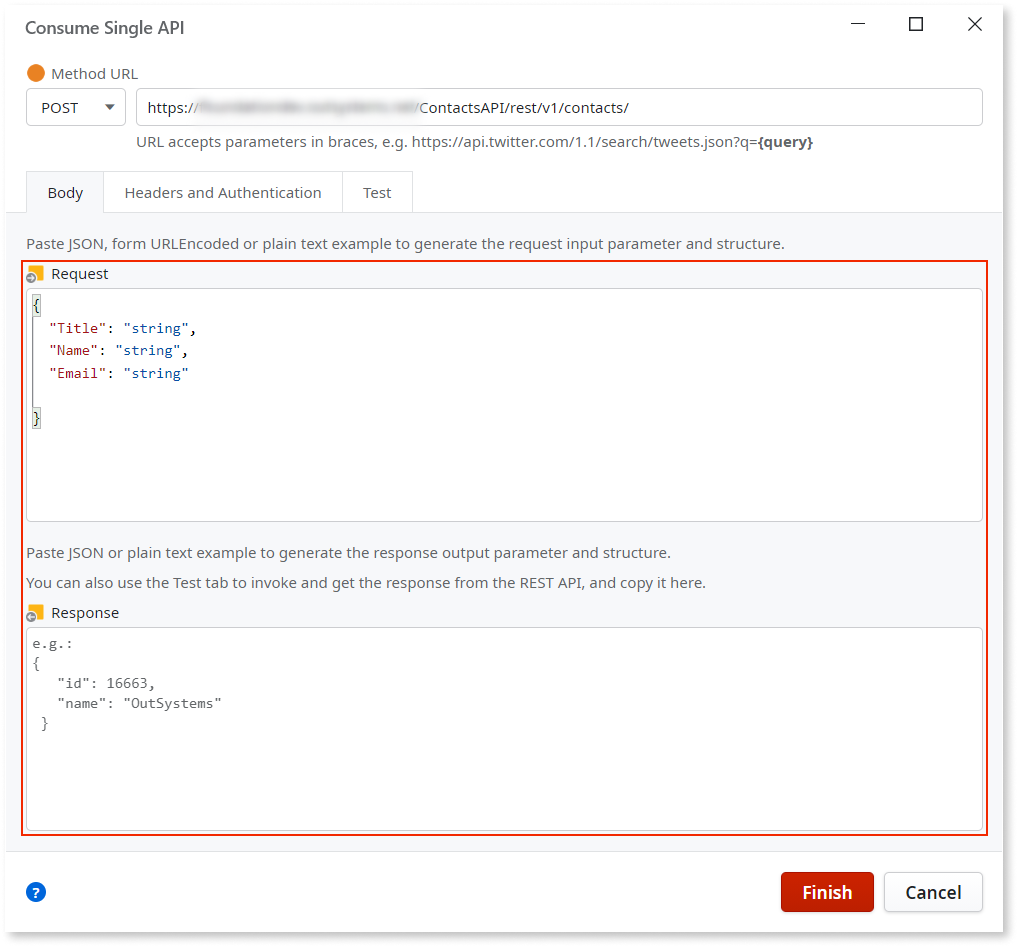 Consume Single API
Method URL
POST https:// /ContactsAPI/rest/v1/contacts/
URL accepts parameters in braces, e.g. https://api.twitter.com/1.1/search/tweets.json?q={query}
Body Headers and Authentication Test
Paste JSON, form URLEncoded or plain text example to generate the request input parameter and structure.
Request
{
"Title": "string",
"Name": "string",
"Email": "string"
}
Paste JSON or plain text example to generate the response output parameter and structure.
You can also use the Test tab to invoke and get the response from the REST API, and copy it here.
Response
e.g.:
{
"id": 16663,
"name": "OutSystems"
}
?
Finish Cancel